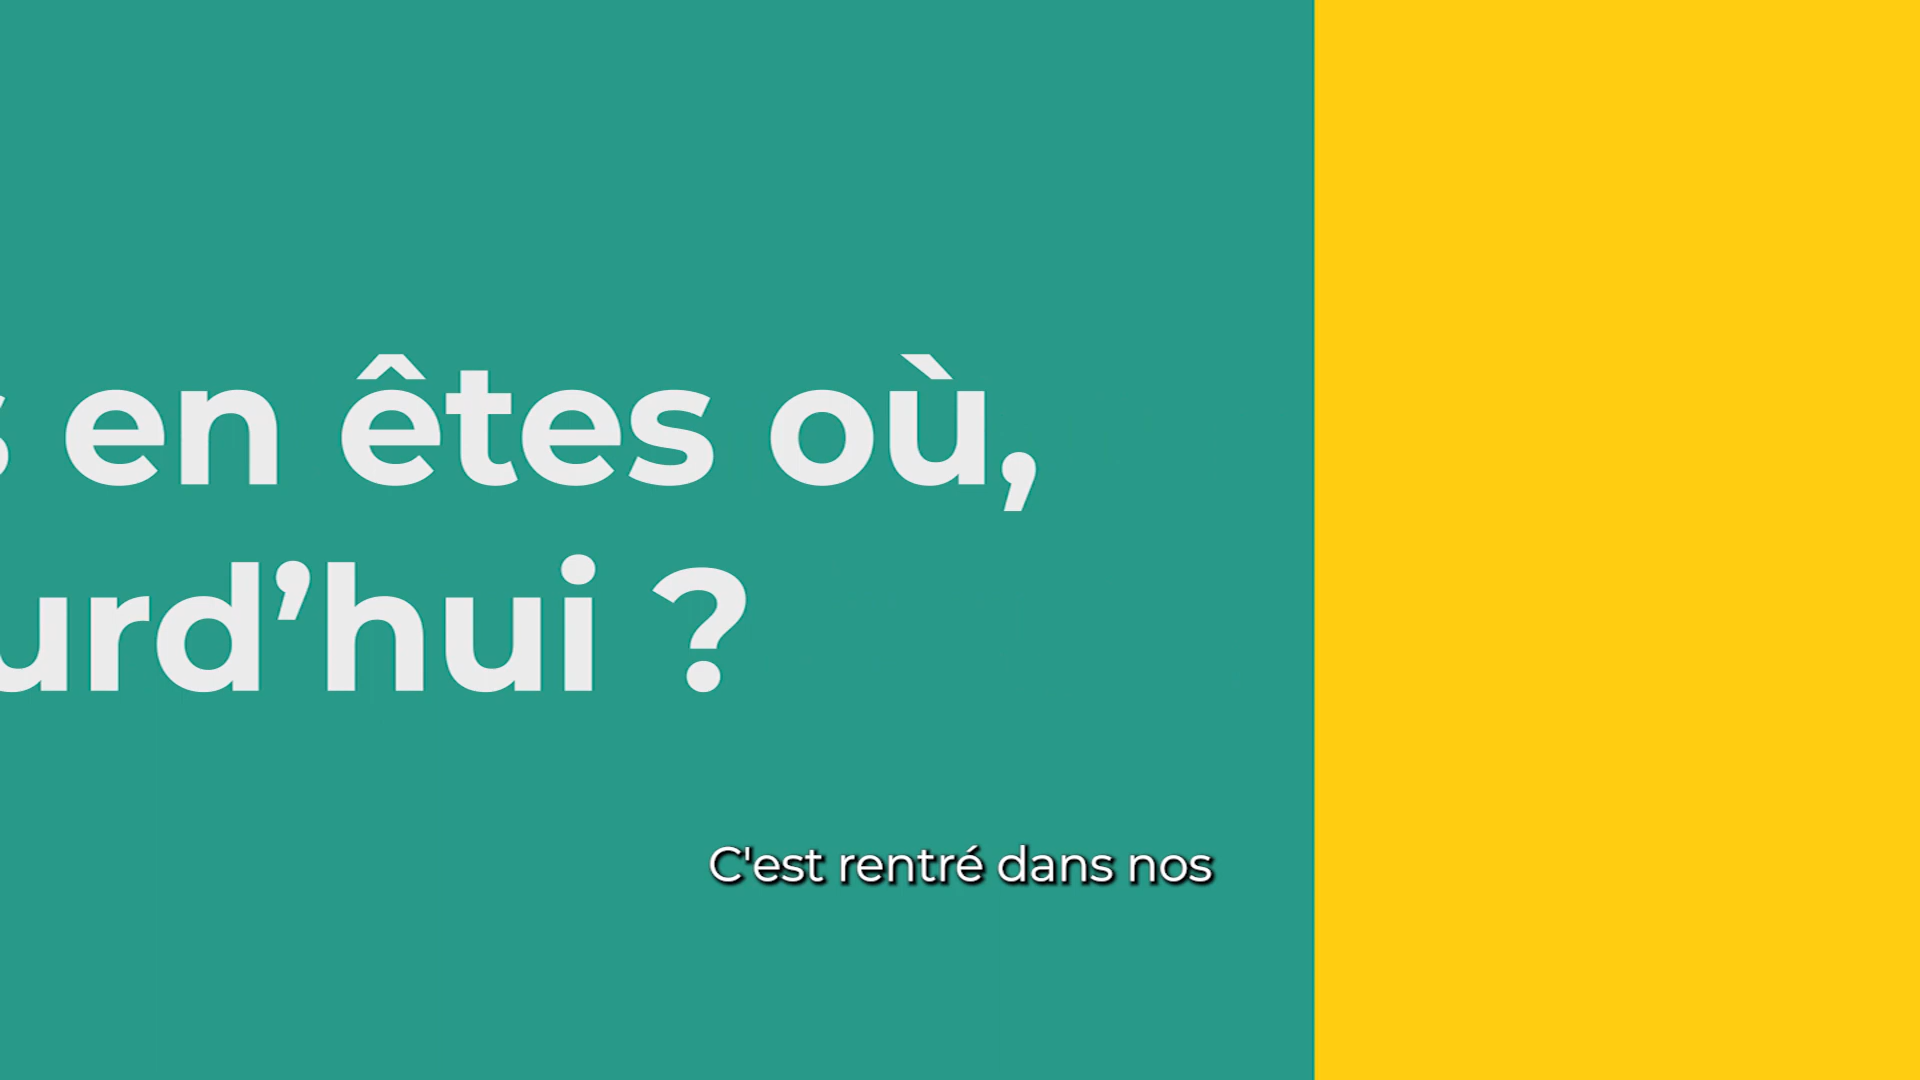 en êtes où,
urd’hui ?
C'est rentré dans nos